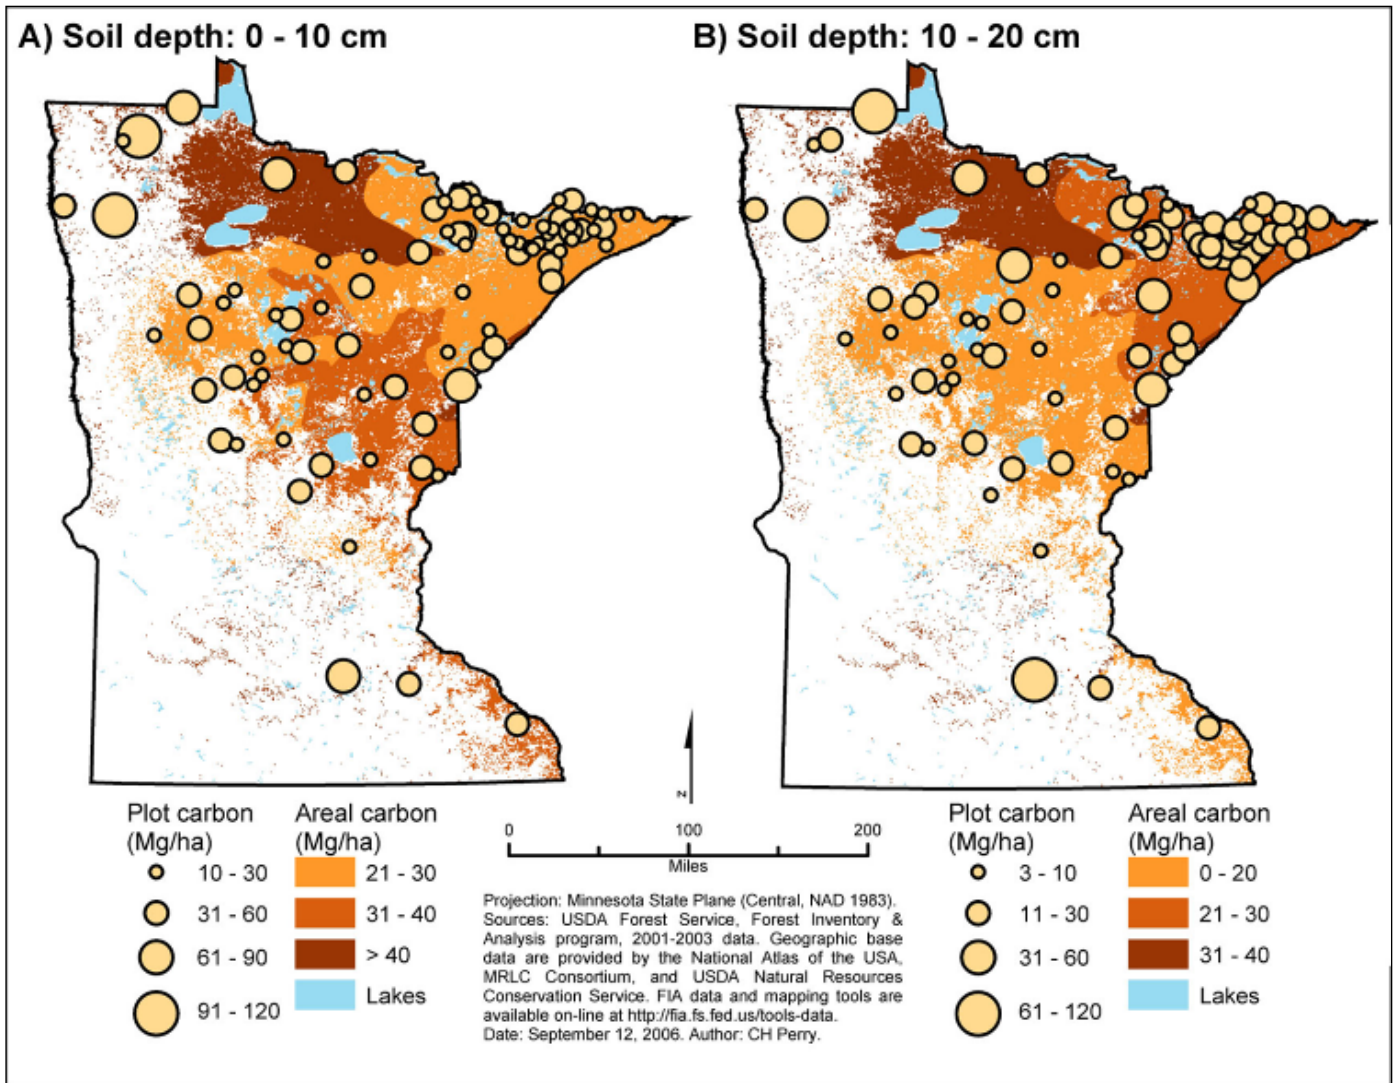 A) Soil depth: 0 - 10 cm
B) Soil depth: 10 - 20 cm
Plot carbon
(Mg/ha)
10 - 30
31 - 60
61 - 90
91 - 120
Areal carbon
(Mg/ha)
21 - 30
31 - 40
> 40
Lakes
N
0 100 200
Miles
Projection: Minnesota State Plane (Central, NAD 1983).
Sources: USDA Forest Service, Forest Inventory &
Analysis program, 2001-2003 data. Geographic base
data are provided by the National Atlas of the USA,
MRLC Consortium, and USDA Natural Resources
Conservation Service. FIA data and mapping tools are
available on-line at http://fia.fs.fed.us/tools-data.
Date: September 12, 2006. Author: CH Perry.
Plot carbon
(Mg/ha)
3 - 10
11 - 30
31 - 60
61 - 120
Areal carbon
(Mg/ha)
0 - 20
21 - 30
31 - 40
Lakes